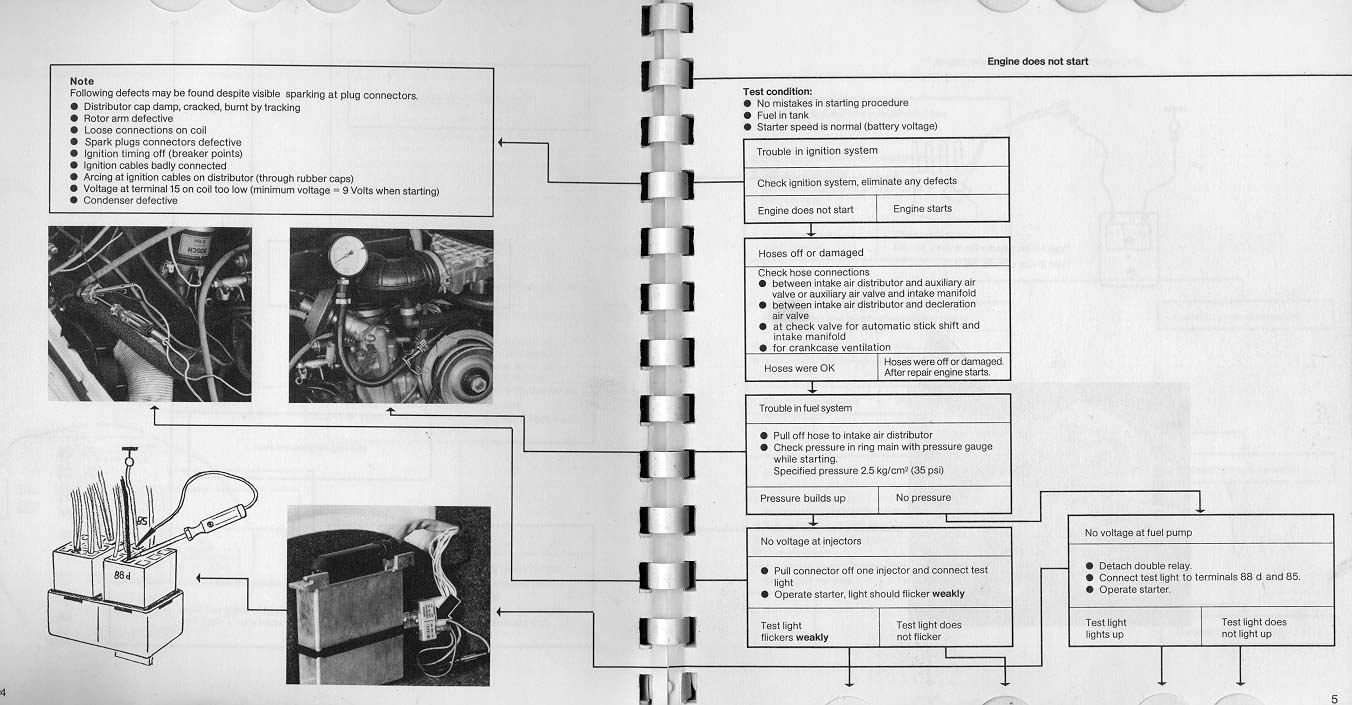 Note
Following defects may be found despite visible sparking at plug connectors.
● Distributor cap damp, cracked, burnt by tracking
● Rotor arm defective
● Loose connections on coil
● Spark plugs connectors defective
● Ignition timing off (breaker points)
● Ignition cables badly connected
● Arcing at ignition cables on distributor (through rubber caps)
● Voltage at terminal 15 on coil too low (minimum voltage = 9 Volts when starting)
● Condenser defective
BOSCH
85
88 d
4
Engine does not start
Test condition:
● No mistakes in starting procedure
● Fuel in tank
● Starter speed is normal (battery voltage)
Trouble in ignition system
Check ignition system, eliminate any defects
Engine does not start
Engine starts
Hoses off or damaged
Check hose connections
● between intake air distributor and auxiliary air
valve or auxiliary air valve and intake manifold
● between intake air distributor and decleration
air valve
● at check valve for automatic stick shift and
intake manifold
● for crankcase ventilation
Hoses were OK
Hoses were off or damaged.
After repair engine starts.
Trouble in fuel system
● Pull off hose to intake air distributor
● Check pressure in ring main with pressure gauge
while starting.
Specified pressure 2.5 kg/cm² (35 psi)
Pressure builds up
No pressure
No voltage at injectors
● Pull connector off one injector and connect test
light
● Operate starter, light should flicker weakly
Test light
flickers weakly
Test light does
not flicker
No voltage at fuel pump
● Detach double relay.
● Connect test light to terminals 88 d and 85.
● Operate starter.
Test light
lights up
Test light does
not light up
5